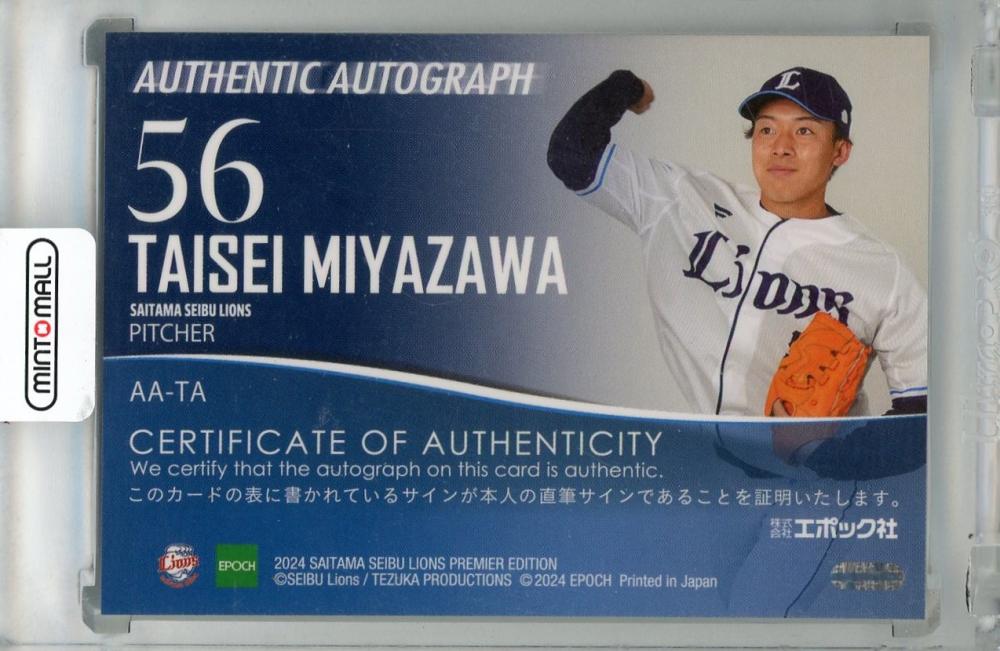 AUTHENTIC AUTOGRAPH
56
TAISEI MIYAZAWA
SAITAMA SEIBU LIONS
PITCHER
AA-TA
CERTIFICATE OF AUTHENTICITY
We certify that the autograph on this card is authentic.
このカードの表に書かれているサインが本人の直筆サインであることを証明いたします。
株式会社エポック社
Lions
EPOCH
2024 SAITAMA SEIBU LIONS PREMIER EDITION
©SEIBU Lions / TEZUKA PRODUCTIONS ©2024 EPOCH Printed in Japan
L
Lions
MINTOMALL